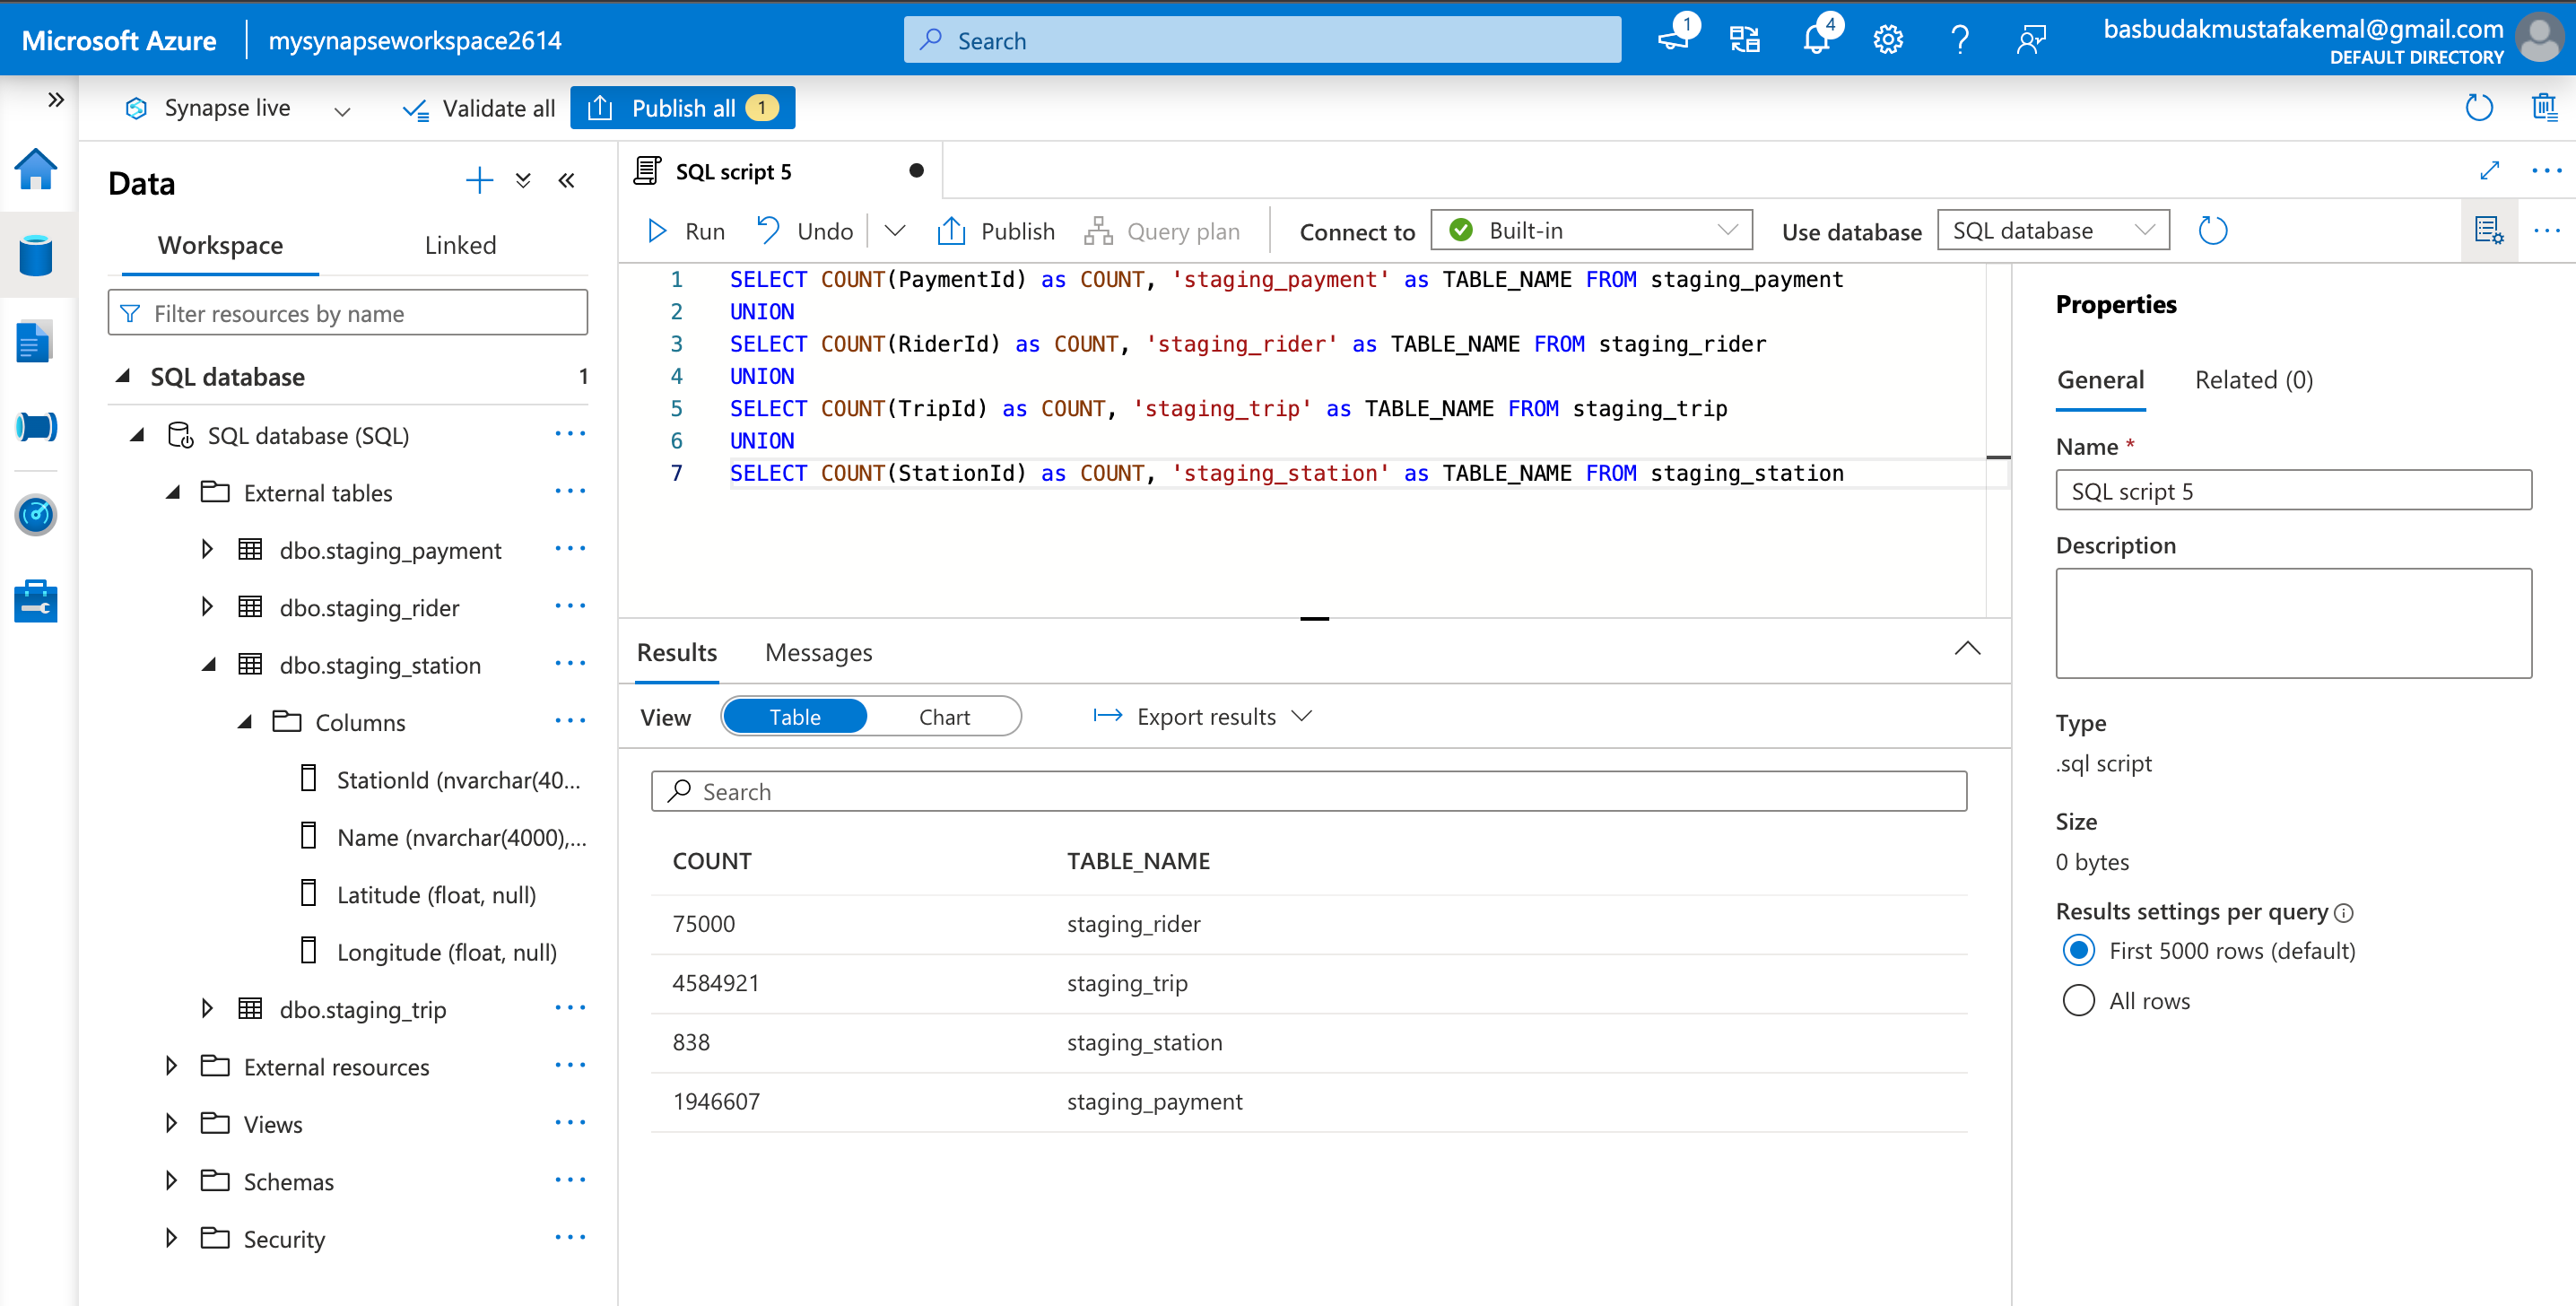 Microsoft Azure
mysynapseworkspace2614
Search
1
4
basbudakmustafakemal@gmail.com
DEFAULT DIRECTORY
Synapse live
Validate all
Publish all 1
Data
Workspace
Linked
Filter resources by name
SQL database 1
SQL database (SQL)
External tables
dbo.staging_payment
dbo.staging_rider
dbo.staging_station
Columns
StationId (nvarchar(40...
Name (nvarchar(4000),...
Latitude (float, null)
Longitude (float, null)
dbo.staging_trip
External resources
Views
Schemas
Security
SQL script 5
Run
Undo
Publish
Query plan
Connect to
Built-in
Use database
SQL database
1 SELECT COUNT(PaymentId) as COUNT, 'staging_payment' as TABLE_NAME FROM staging_payment
2 UNION
3 SELECT COUNT(RiderId) as COUNT, 'staging_rider' as TABLE_NAME FROM staging_rider
4 UNION
5 SELECT COUNT(TripId) as COUNT, 'staging_trip' as TABLE_NAME FROM staging_trip
6 UNION
7 SELECT COUNT(StationId) as COUNT, 'staging_station' as TABLE_NAME FROM staging_station
Results
Messages
View
Table
Chart
Export results
Search
COUNT TABLE_NAME
75000 staging_rider
4584921 staging_trip
838 staging_station
1946607 staging_payment
Properties
General
Related (0)
Name *
SQL script 5
Description
Type
.sql script
Size
0 bytes
Results settings per query
First 5000 rows (default)
All rows